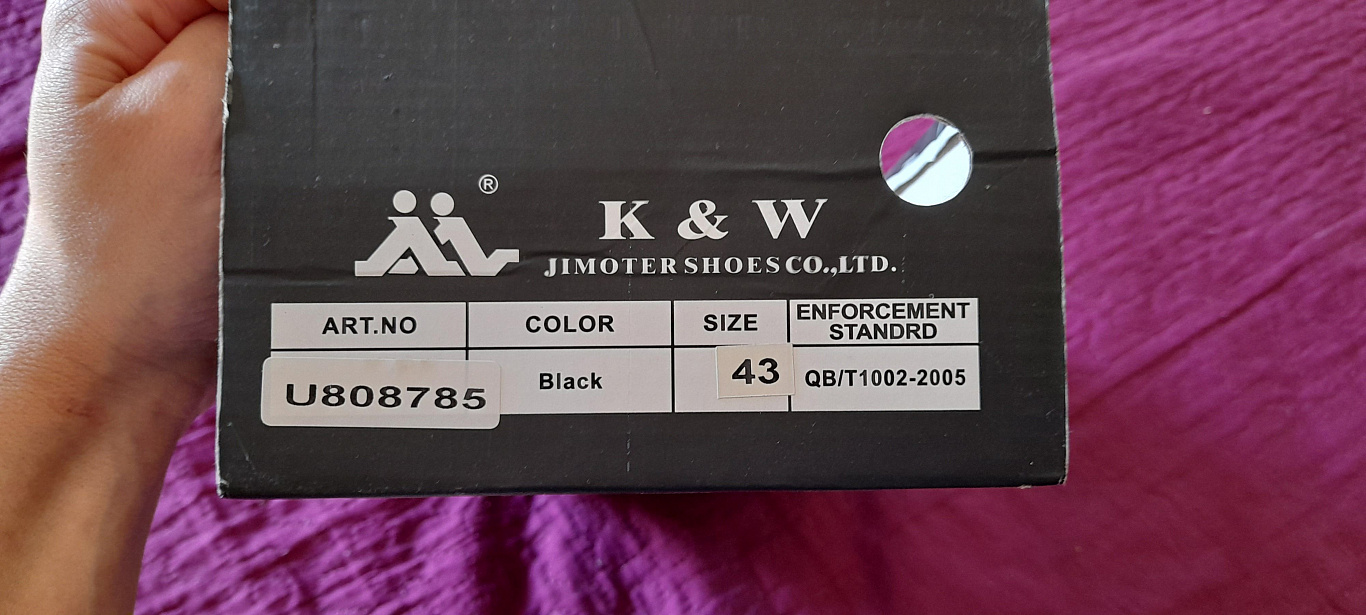 ®
K & W
JIMOTER SHOES CO.,LTD.
ART.NO COLOR SIZE ENFORCEMENT STANDRD
U808785 Black 43 QB/T1002-2005